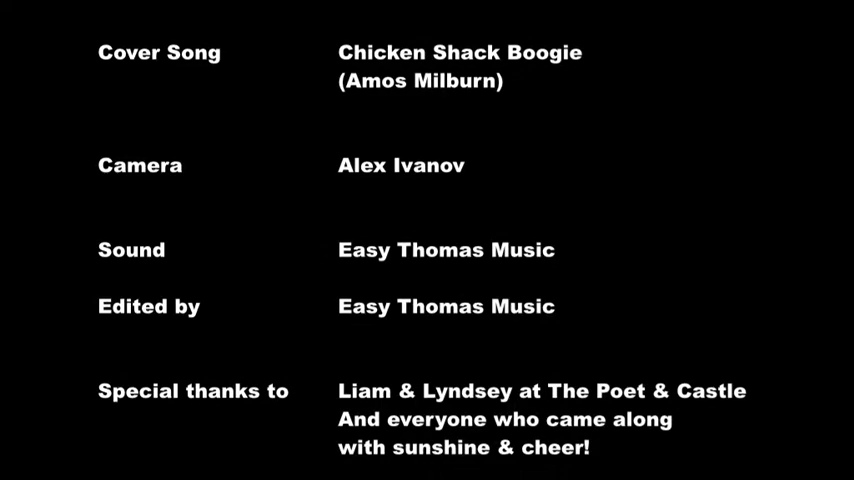 Cover Song Chicken Shack Boogie
(Amos Milburn)
Camera Alex Ivanov
Sound Easy Thomas Music
Edited by Easy Thomas Music
Special thanks to Liam & Lyndsey at The Poet & Castle
And everyone who came along
with sunshine & cheer!